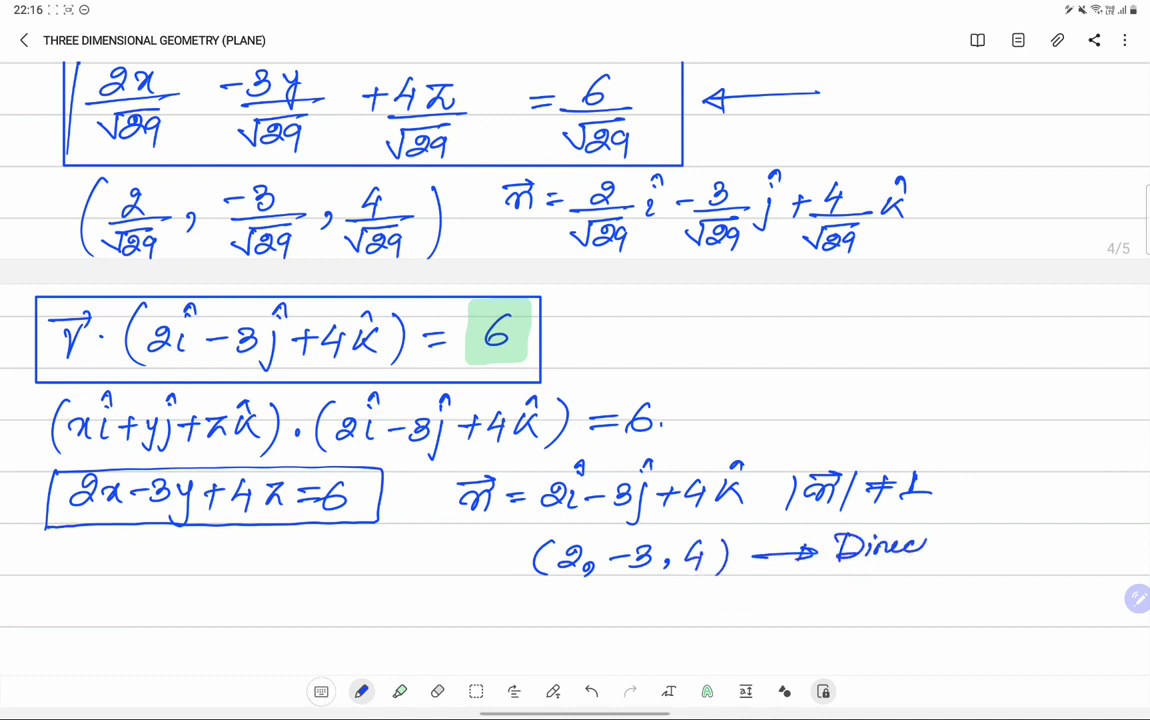 22:16
THREE DIMENSIONAL GEOMETRY (PLANE)
2x/√29 -3y/√29 +4z/√29 = 6/√29 ←
(2/√29, -3/√29, 4/√29) n⃗ = 2/√29 î - 3/√29 ĵ + 4/√29 k̂
4/5
r⃗ · (2î - 3ĵ + 4k̂) = 6
(xî + yĵ + zk̂) · (2î - 3ĵ + 4k̂) = 6.
2x - 3y + 4z = 6 n⃗ = 2î - 3ĵ + 4k̂ |n⃗| ≠ 1
(2, -3, 4) → Direc